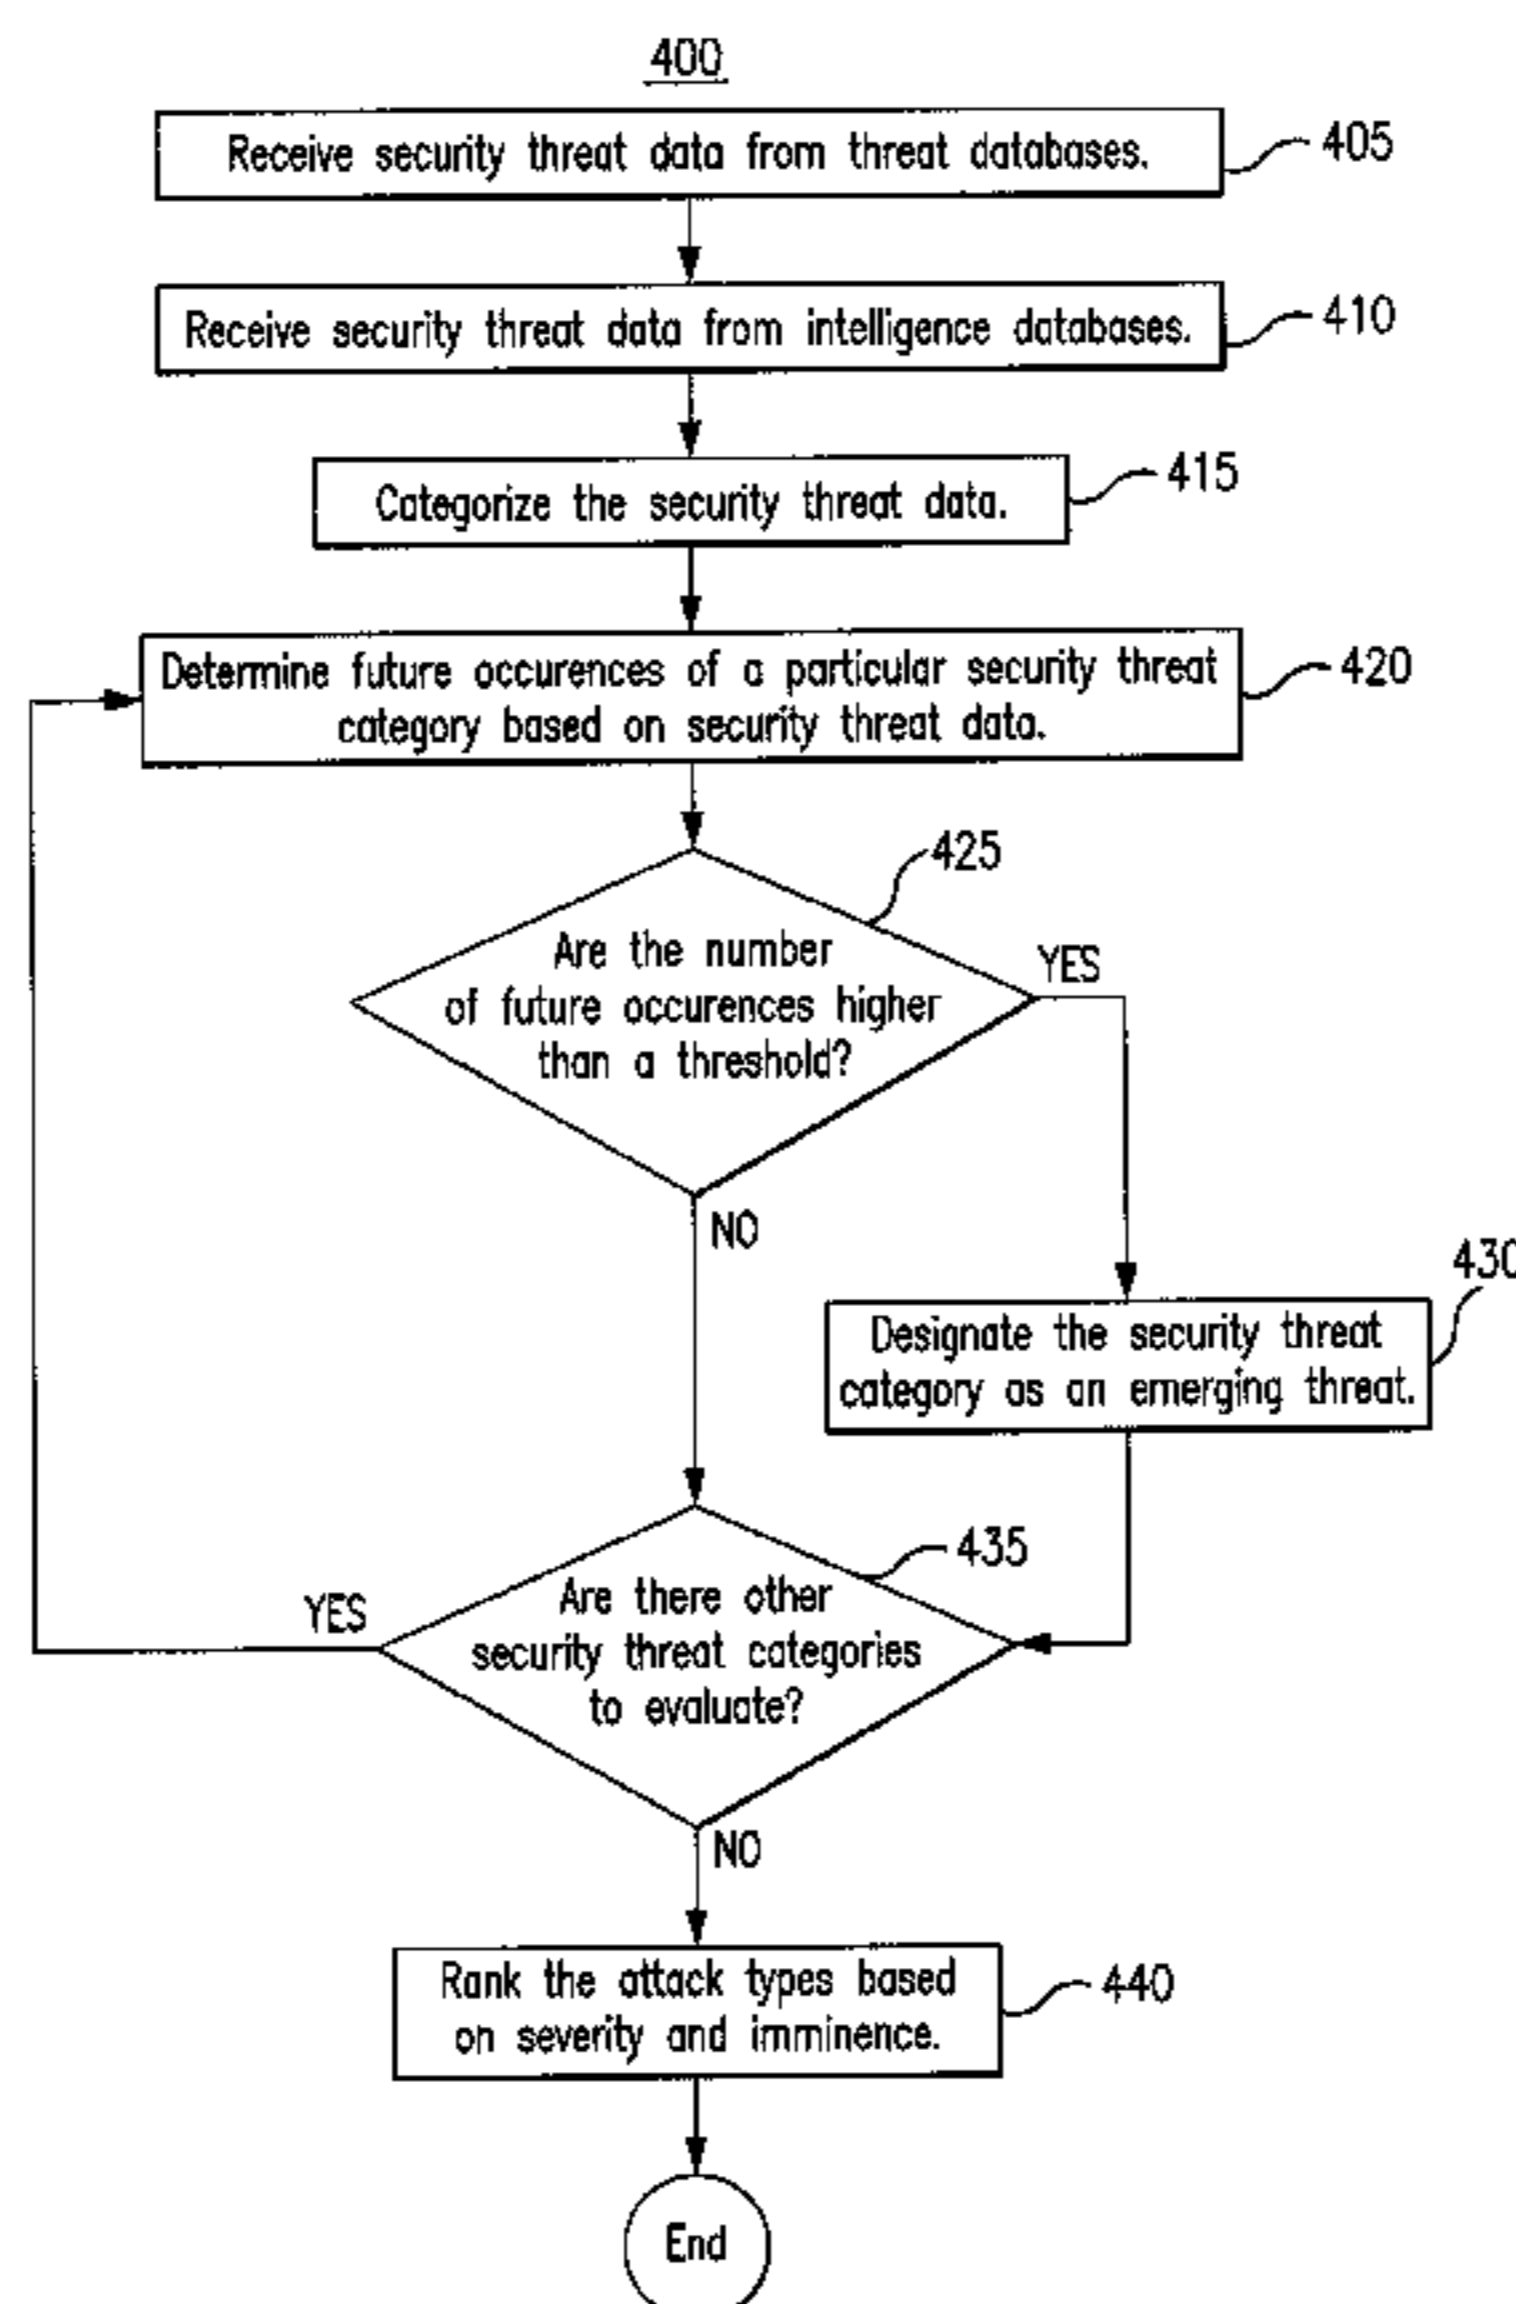 400
Receive security threat data from threat databases.
405
Receive security threat data from intelligence databases.
410
Categorize the security threat data.
415
Determine future occurences of a particular security threat
category based on security threat data.
420
425
Are the number
of future occurences higher
than a threshold?
YES
NO
430
Designate the security threat
category as an emerging threat.
435
Are there other
security threat categories
to evaluate?
YES
NO
Rank the attack types based
on severity and imminence.
440
End